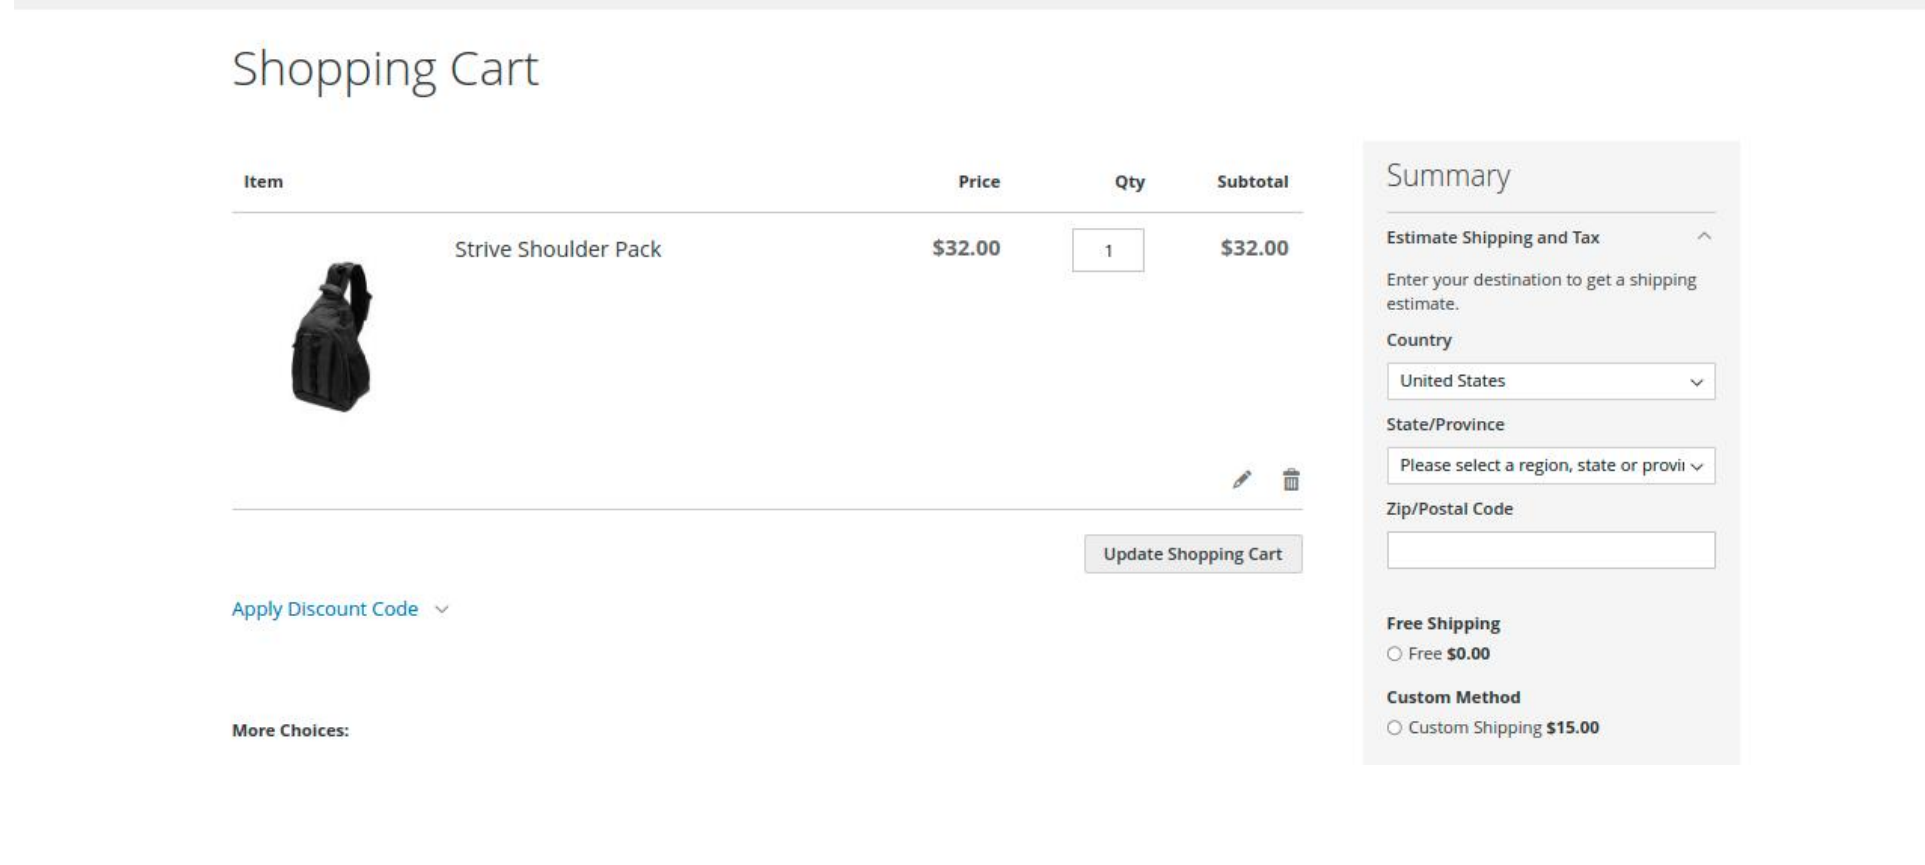 Shopping Cart
Item Price Qty Subtotal
Strive Shoulder Pack $32.00 1 $32.00
Update Shopping Cart
Apply Discount Code
More Choices:
Summary
Estimate Shipping and Tax
Enter your destination to get a shipping
estimate.
Country
United States
State/Province
Please select a region, state or provi
Zip/Postal Code
Free Shipping
Free $0.00
Custom Method
Custom Shipping $15.00